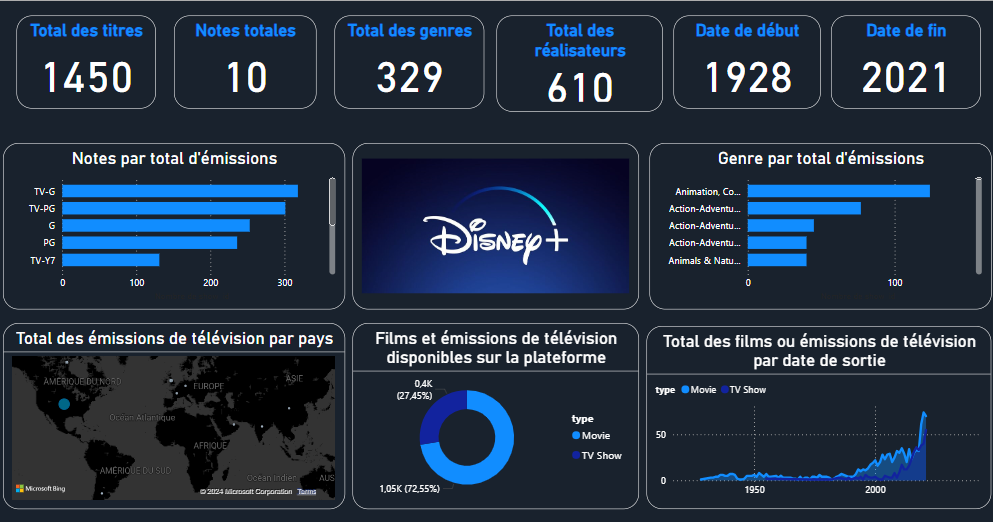 Total des titres
1450
Notes totales
10
Total des genres
329
Total des
réalisateurs
610
Date de début
1928
Date de fin
2021
Notes par total d'émissions
TV-G
TV-PG
G
PG
TV-Y7
0
100
200
300
Disney+
Genre par total d'émissions
Animation, Co...
Action-Adventu...
Action-Adventu...
Action-Adventu...
Animals & Natu...
0
100
Total des émissions de télévision par pays
AMÉRIQUE DU NORD
EUROPE
ASIE
Océan Atlantique
AFRIQUE
AMÉRIQUE DU SUD
Océan Indien
AUS
Microsoft Bing
© 2024 Microsoft Corporation Terms
Films et émissions de télévision
disponibles sur la plateforme
0,4K
(27,45%)
1,05K (72,55%)
type
Movie
TV Show
Total des films ou émissions de télévision
par date de sortie
type Movie TV Show
50
0
1950
2000